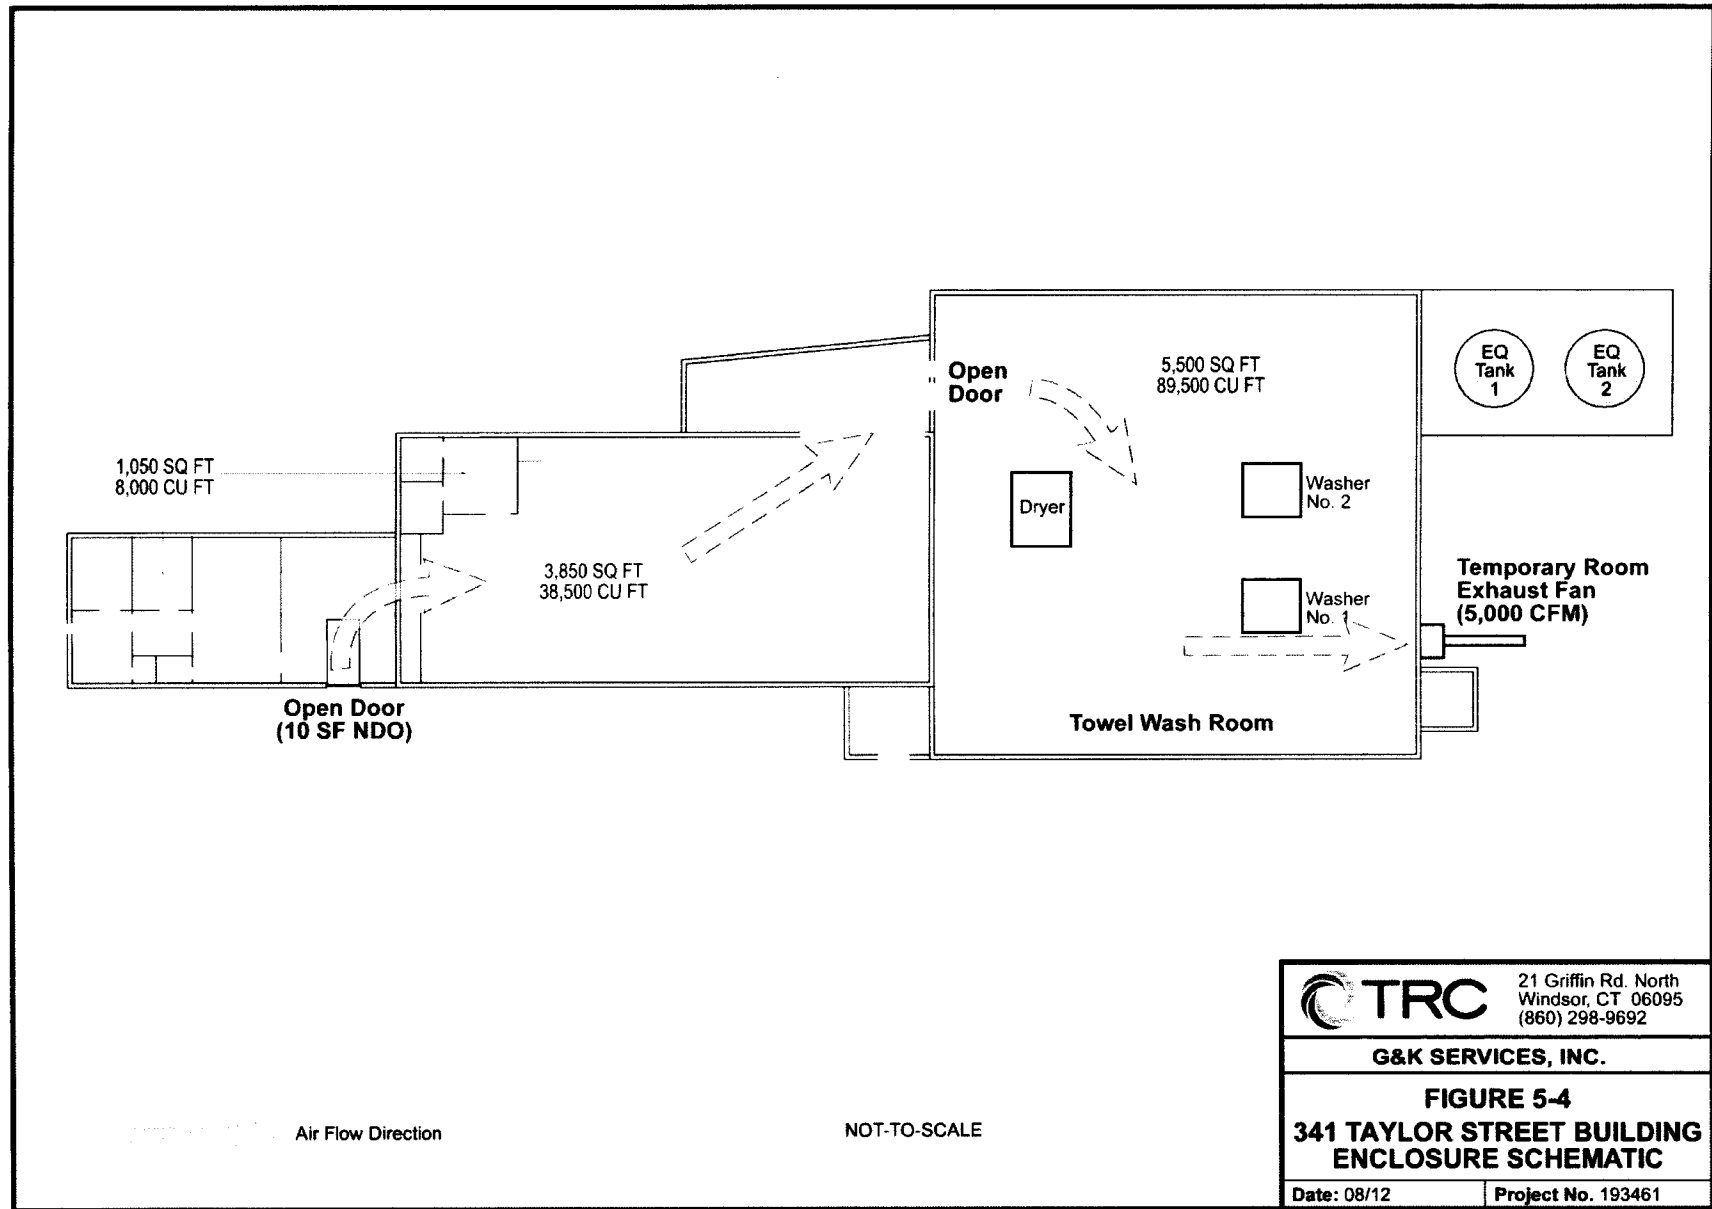 Open
Door
5,500 SQ FT
89,500 CU FT
EQ
Tank
1
EQ
Tank
2
1,050 SQ FT
8,000 CU FT
Dryer
Washer
No. 2
3,850 SQ FT
38,500 CU FT
Washer
No. 1
Temporary Room
Exhaust Fan
(5,000 CFM)
Open Door
(10 SF NDO)
Towel Wash Room
Air Flow Direction
NOT-TO-SCALE
TRC
21 Griffin Rd. North
Windsor, CT 06095
(860) 298-9692
G&K SERVICES, INC.
FIGURE 5-4
341 TAYLOR STREET BUILDING
ENCLOSURE SCHEMATIC
Date: 08/12
Project No. 193461